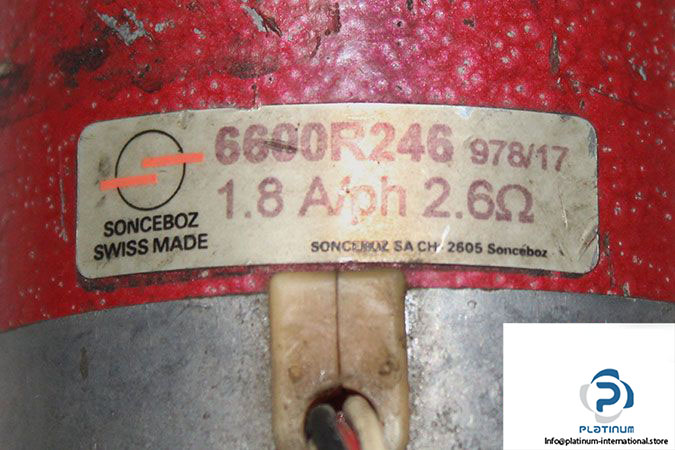 6600R246 978/17
1.8 A/ph 2.6Ω
SONCEBOZ
SWISS MADE
SONCEBOZ SA CH- 2605 Sonceboz
PLATINUM
Info@platinum-international.store